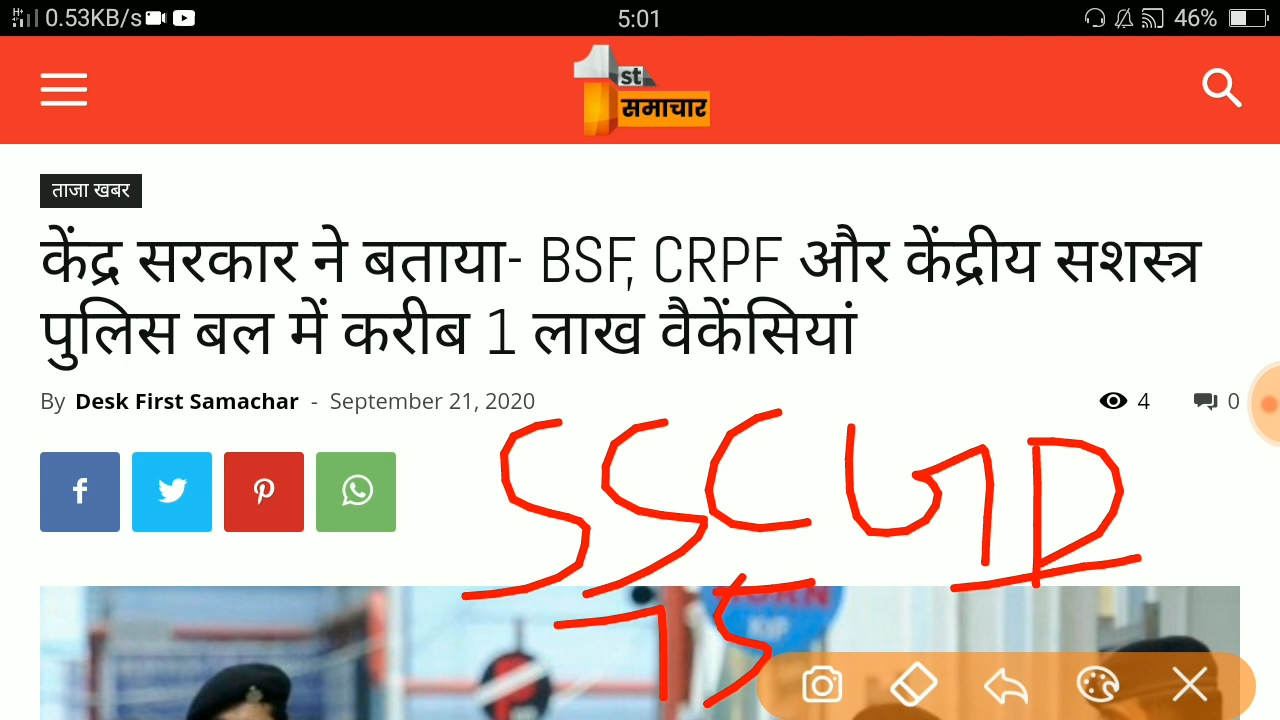 0.53KB/s 5:01 46%
1st समाचार
ताजा खबर
केंद्र सरकार ने बताया- BSF, CRPF और केंद्रीय सशस्त्र
पुलिस बल में करीब 1 लाख वैकेंसियां
By Desk First Samachar - September 21, 2020 4 0
SSC GD
75